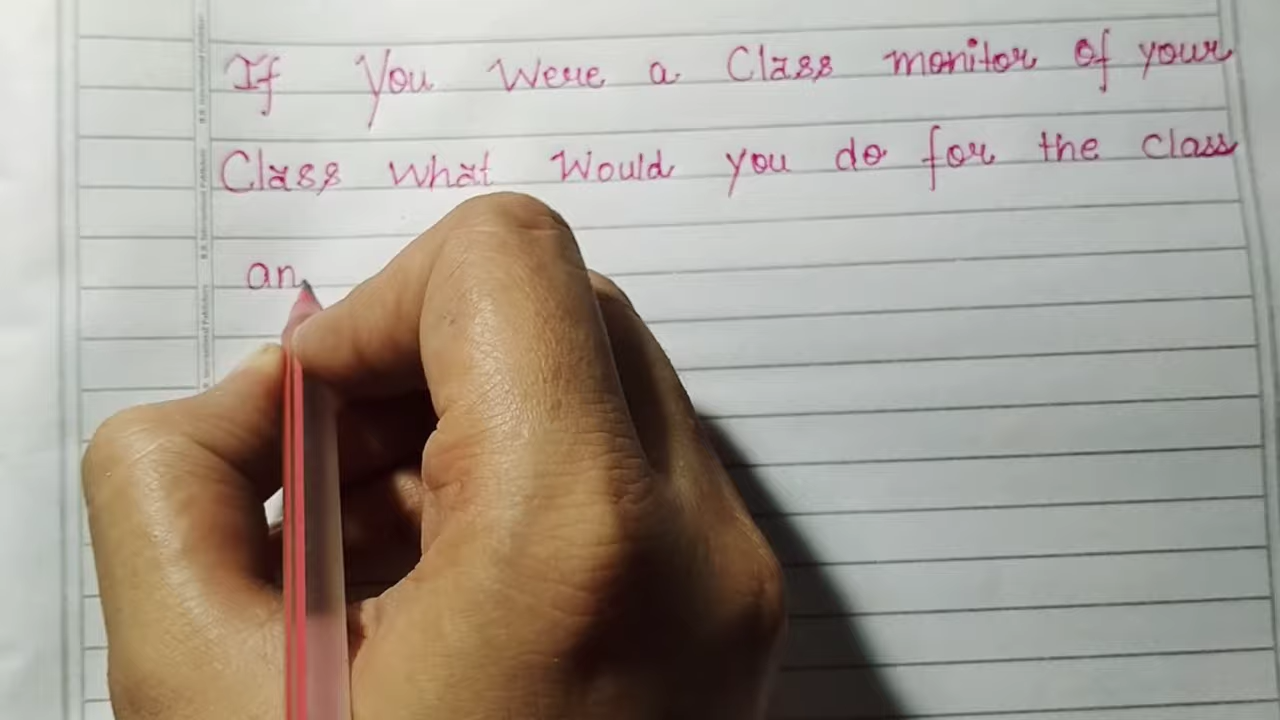 If You Were a Class monitor of your
Class what Would you do for the class
an